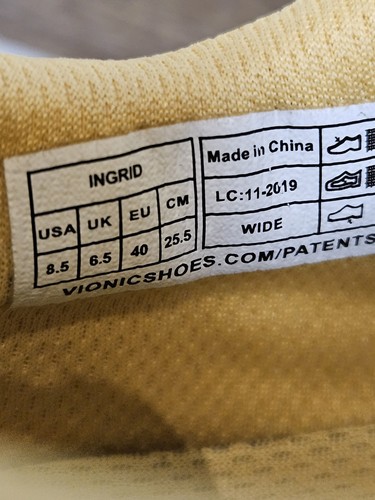 INGRID
USA UK EU CM
8.5 6.5 40 25.5
Made in China
LC:11-2019
WIDE
VIONICSHOES.COM/PATENTS